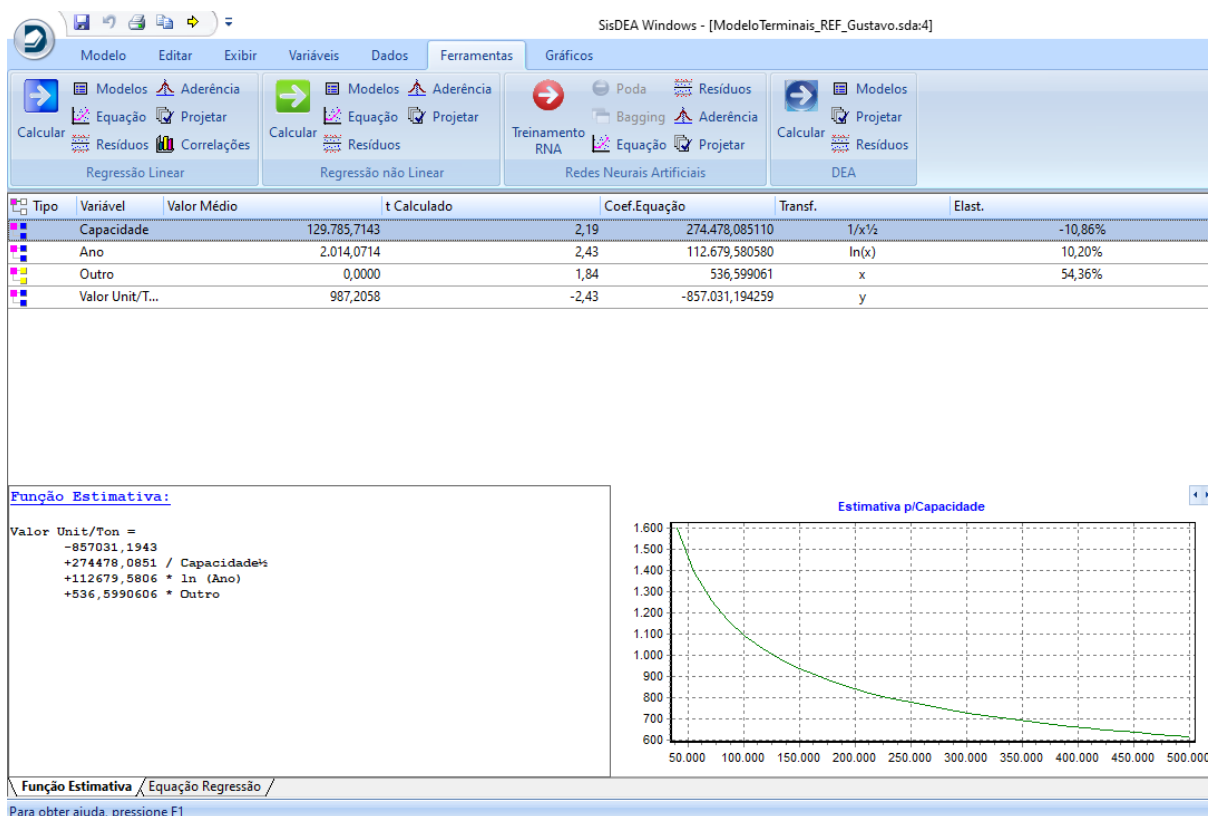 SisDEA Windows - [ModeloTerminais_REF_Gustavo.sda:4]
Modelo Editar Exibir Variáveis Dados Ferramentas Gráficos
Calcular
Modelos Aderência
Equação Projetar
Resíduos Correlações
Regressão Linear
Calcular
Modelos Aderência
Equação Projetar
Resíduos
Regressão não Linear
Treinamento
RNA
Poda Resíduos
Bagging Aderência
Equação Projetar
Redes Neurais Artificiais
Calcular
Modelos
Projetar
Resíduos
DEA
Tipo Variável Valor Médio t Calculado Coef.Equação Transf. Elast.
Capacidade 129.785,7143 2,19 274.478,085110 1/x½ -10,86%
Ano 2.014,0714 2,43 112.679,580580 ln(x) 10,20%
Outro 0,0000 1,84 536,599061 x 54,36%
Valor Unit/T... 987,2058 -2,43 -857.031,194259 y
Função Estimativa:
Valor Unit/Ton =
-857031,1943
+274478,0851 / Capacidade½
+112679,5806 * ln (Ano)
+536,5990606 * Outro
Estimativa p/Capacidade
1.600
1.500
1.400
1.300
1.200
1.100
1.000
900
800
700
600
50.000 100.000 150.000 200.000 250.000 300.000 350.000 400.000 450.000 500.000
Função Estimativa Equação Regressão
Para obter ajuda, pressione F1